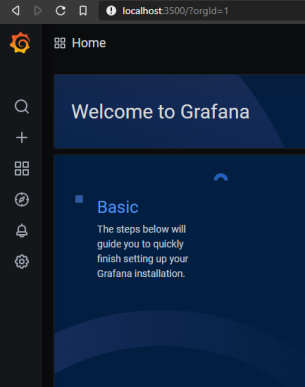 localhost:3500/?orgId=1
Home
Welcome to Grafana
Basic
The steps below will
guide you to quickly
finish setting up your
Grafana installation.